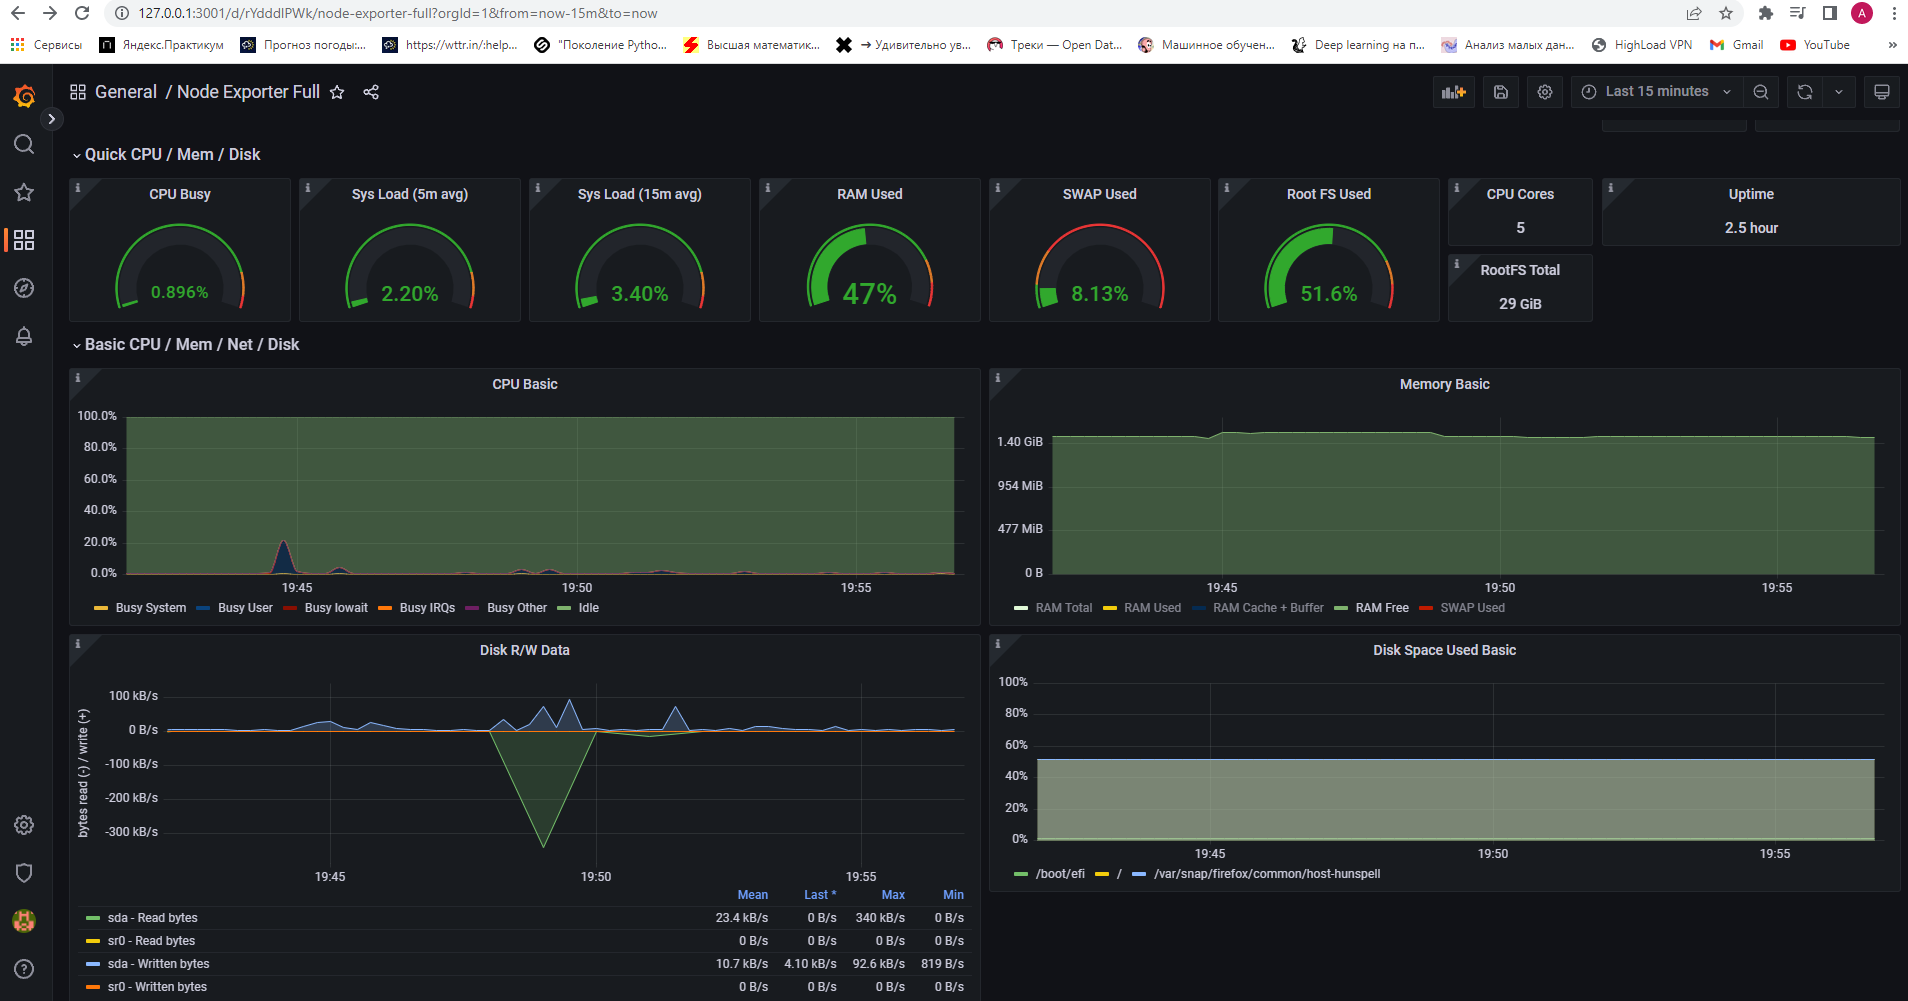 127.0.0.1:3001/d/rYdddlPWk/node-exporter-full?orgId=1&from=now-15m&to=now
A
Сервисы Яндекс.Практикум Прогноз погоды:... https://wttr.in/:help... "Поколение Pytho... Высшая математик... → Удивительно ув... Треки — Open Dat... Машинное обучен... Deep learning на п... Анализ малых дан... HighLoad VPN Gmail YouTube »
General / Node Exporter Full
Last 15 minutes
Quick CPU / Mem / Disk
CPU Busy
0.896%
Sys Load (5m avg)
2.20%
Sys Load (15m avg)
3.40%
RAM Used
47%
SWAP Used
8.13%
Root FS Used
51.6%
CPU Cores
5
Uptime
2.5 hour
RootFS Total
29 GiB
Basic CPU / Mem / Net / Disk
CPU Basic
100.0%
80.0%
60.0%
40.0%
20.0%
0.0%
19:45 19:50 19:55
Busy System Busy User Busy Iowait Busy IRQs Busy Other Idle
Memory Basic
1.40 GiB
954 MiB
477 MiB
0 B
19:45 19:50 19:55
RAM Total RAM Used RAM Cache + Buffer RAM Free SWAP Used
Disk R/W Data
bytes read (-) / write (+)
100 kB/s
0 B/s
-100 kB/s
-200 kB/s
-300 kB/s
19:45 19:50 19:55
Mean Last * Max Min
sda - Read bytes 23.4 kB/s 0 B/s 340 kB/s 0 B/s
sr0 - Read bytes 0 B/s 0 B/s 0 B/s 0 B/s
sda - Written bytes 10.7 kB/s 4.10 kB/s 92.6 kB/s 819 B/s
sr0 - Written bytes 0 B/s 0 B/s 0 B/s 0 B/s
Disk Space Used Basic
100%
80%
60%
40%
20%
0%
19:45 19:50 19:55
/boot/efi / /var/snap/firefox/common/host-hunspell